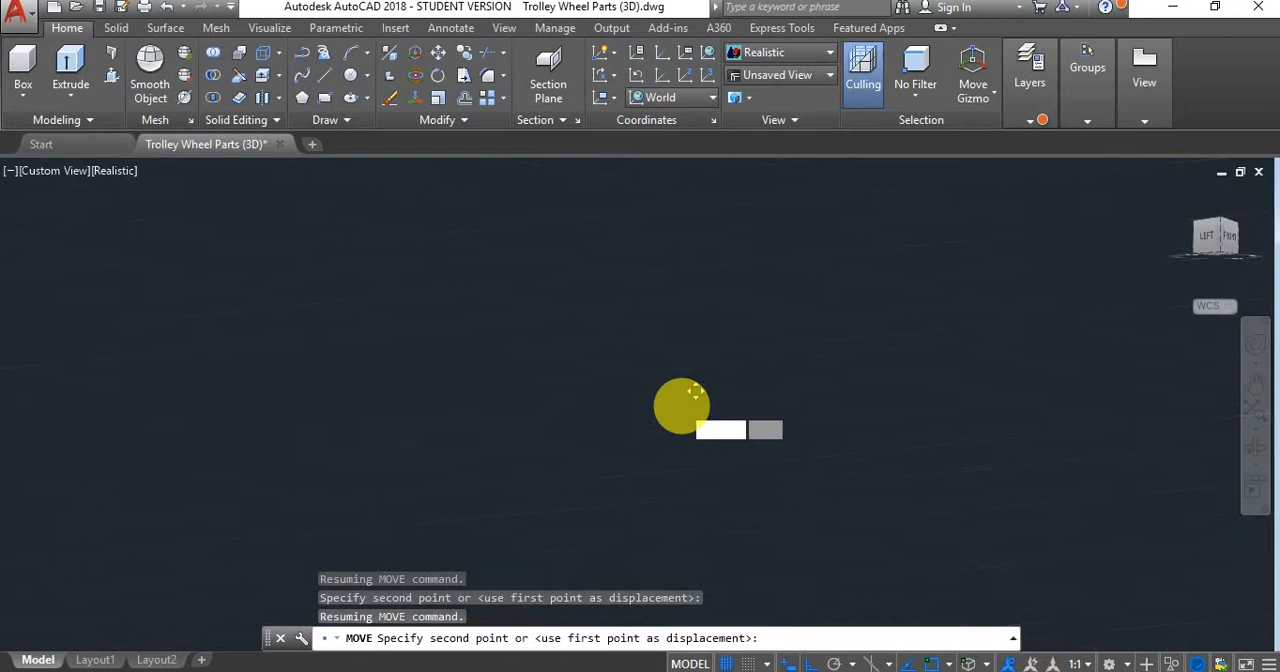 Autodesk AutoCAD 2018 - STUDENT VERSION Trolley Wheel Parts (3D).dwg
Type a keyword or phrase
Sign In
Home Solid Surface Mesh Visualize Parametric Insert Annotate View Manage Output Add-ins A360 Featured Apps
Realistic
Unsaved View
World
Box Extrude Smooth Object Section Plane Culling No Filter Move Gizmo Layers Groups View
Modeling Mesh Solid Editing Draw Modify Section Coordinates View Selection
Start Trolley Wheel Parts (3D)*
[−][Custom View][Realistic]
LEFT
WCS
Resuming MOVE command.
Specify second point or <use first point as displacement>:
Resuming MOVE command.
MOVE Specify second point or <use first point as displacement>:
Model Layout1 Layout2 MODEL 1:1